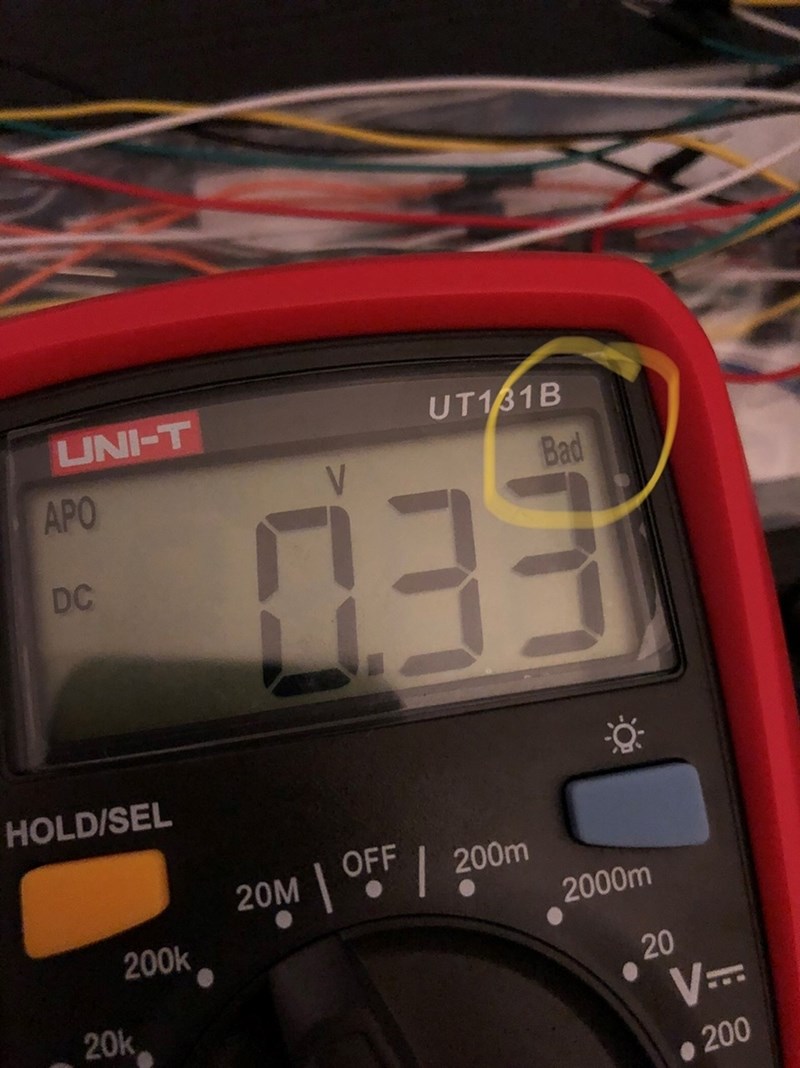 UT131B
UNI-T
Bad
V
APO
0.33
DC
HOLD/SEL
OFF
200m
20M
2000m
200k
20
V
20k
200